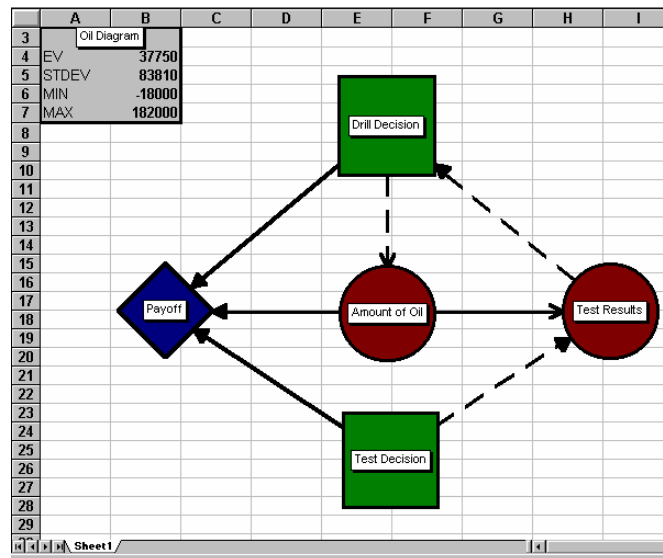 A B C D E F G H I
3 Oil Diagram
4 EV 37750
5 STDEV 83810
6 MIN -18000
7 MAX 182000
8 Drill Decision
9
10
11
12
13
14
15
16
17 Payoff Amount of Oil Test Results
18
19
20
21
22
23
24
25 Test Decision
26
27
28
29
Sheet1